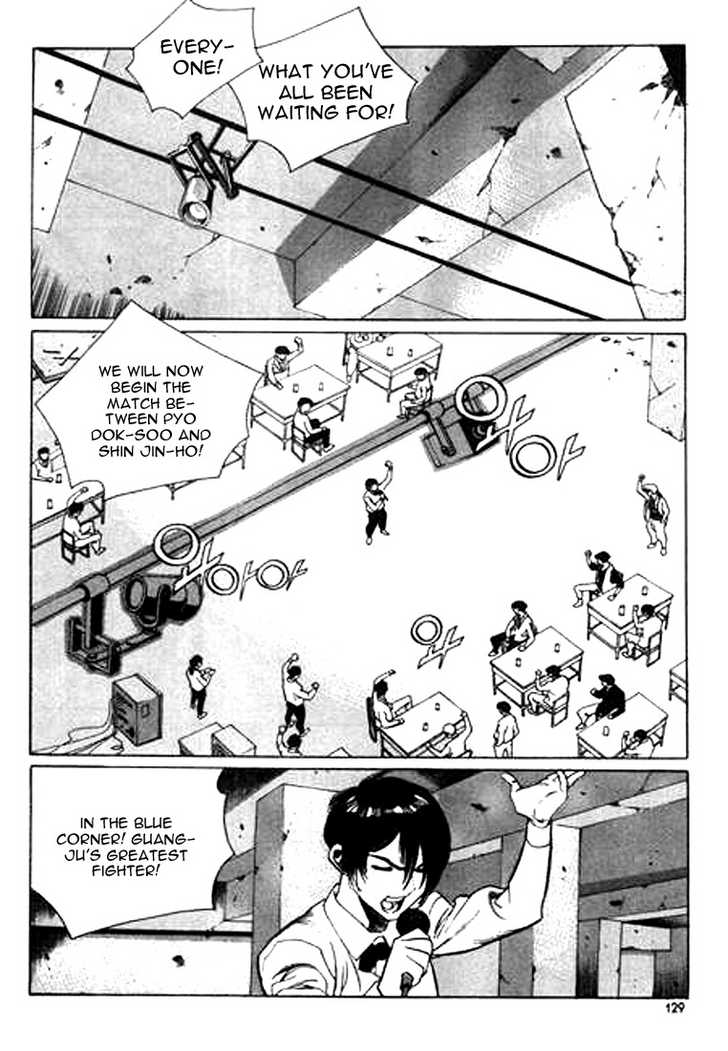 EVERY-
ONE!
WHAT YOU'VE
ALL BEEN
WAITING FOR!
WE WILL NOW
BEGIN THE
MATCH BE-
TWEEN PYO
DOK-SOO AND
SHIN JIN-HO!
와아
와아아아
와
IN THE BLUE
CORNER! GUANG-
JU'S GREATEST
FIGHTER!
129